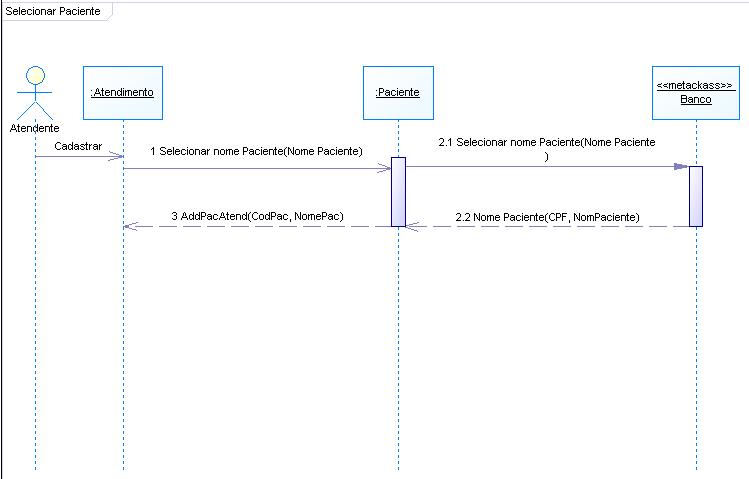 Selecionar Paciente
:Atendimento
:Paciente
<<metackass>>
Banco
Atendente
Cadastrar
1 Selecionar nome Paciente(Nome Paciente)
2.1 Selecionar nome Paciente(Nome Paciente
)
3 AddPacAtend(CodPac, NomePac)
2.2 Nome Paciente(CPF, NomPaciente)